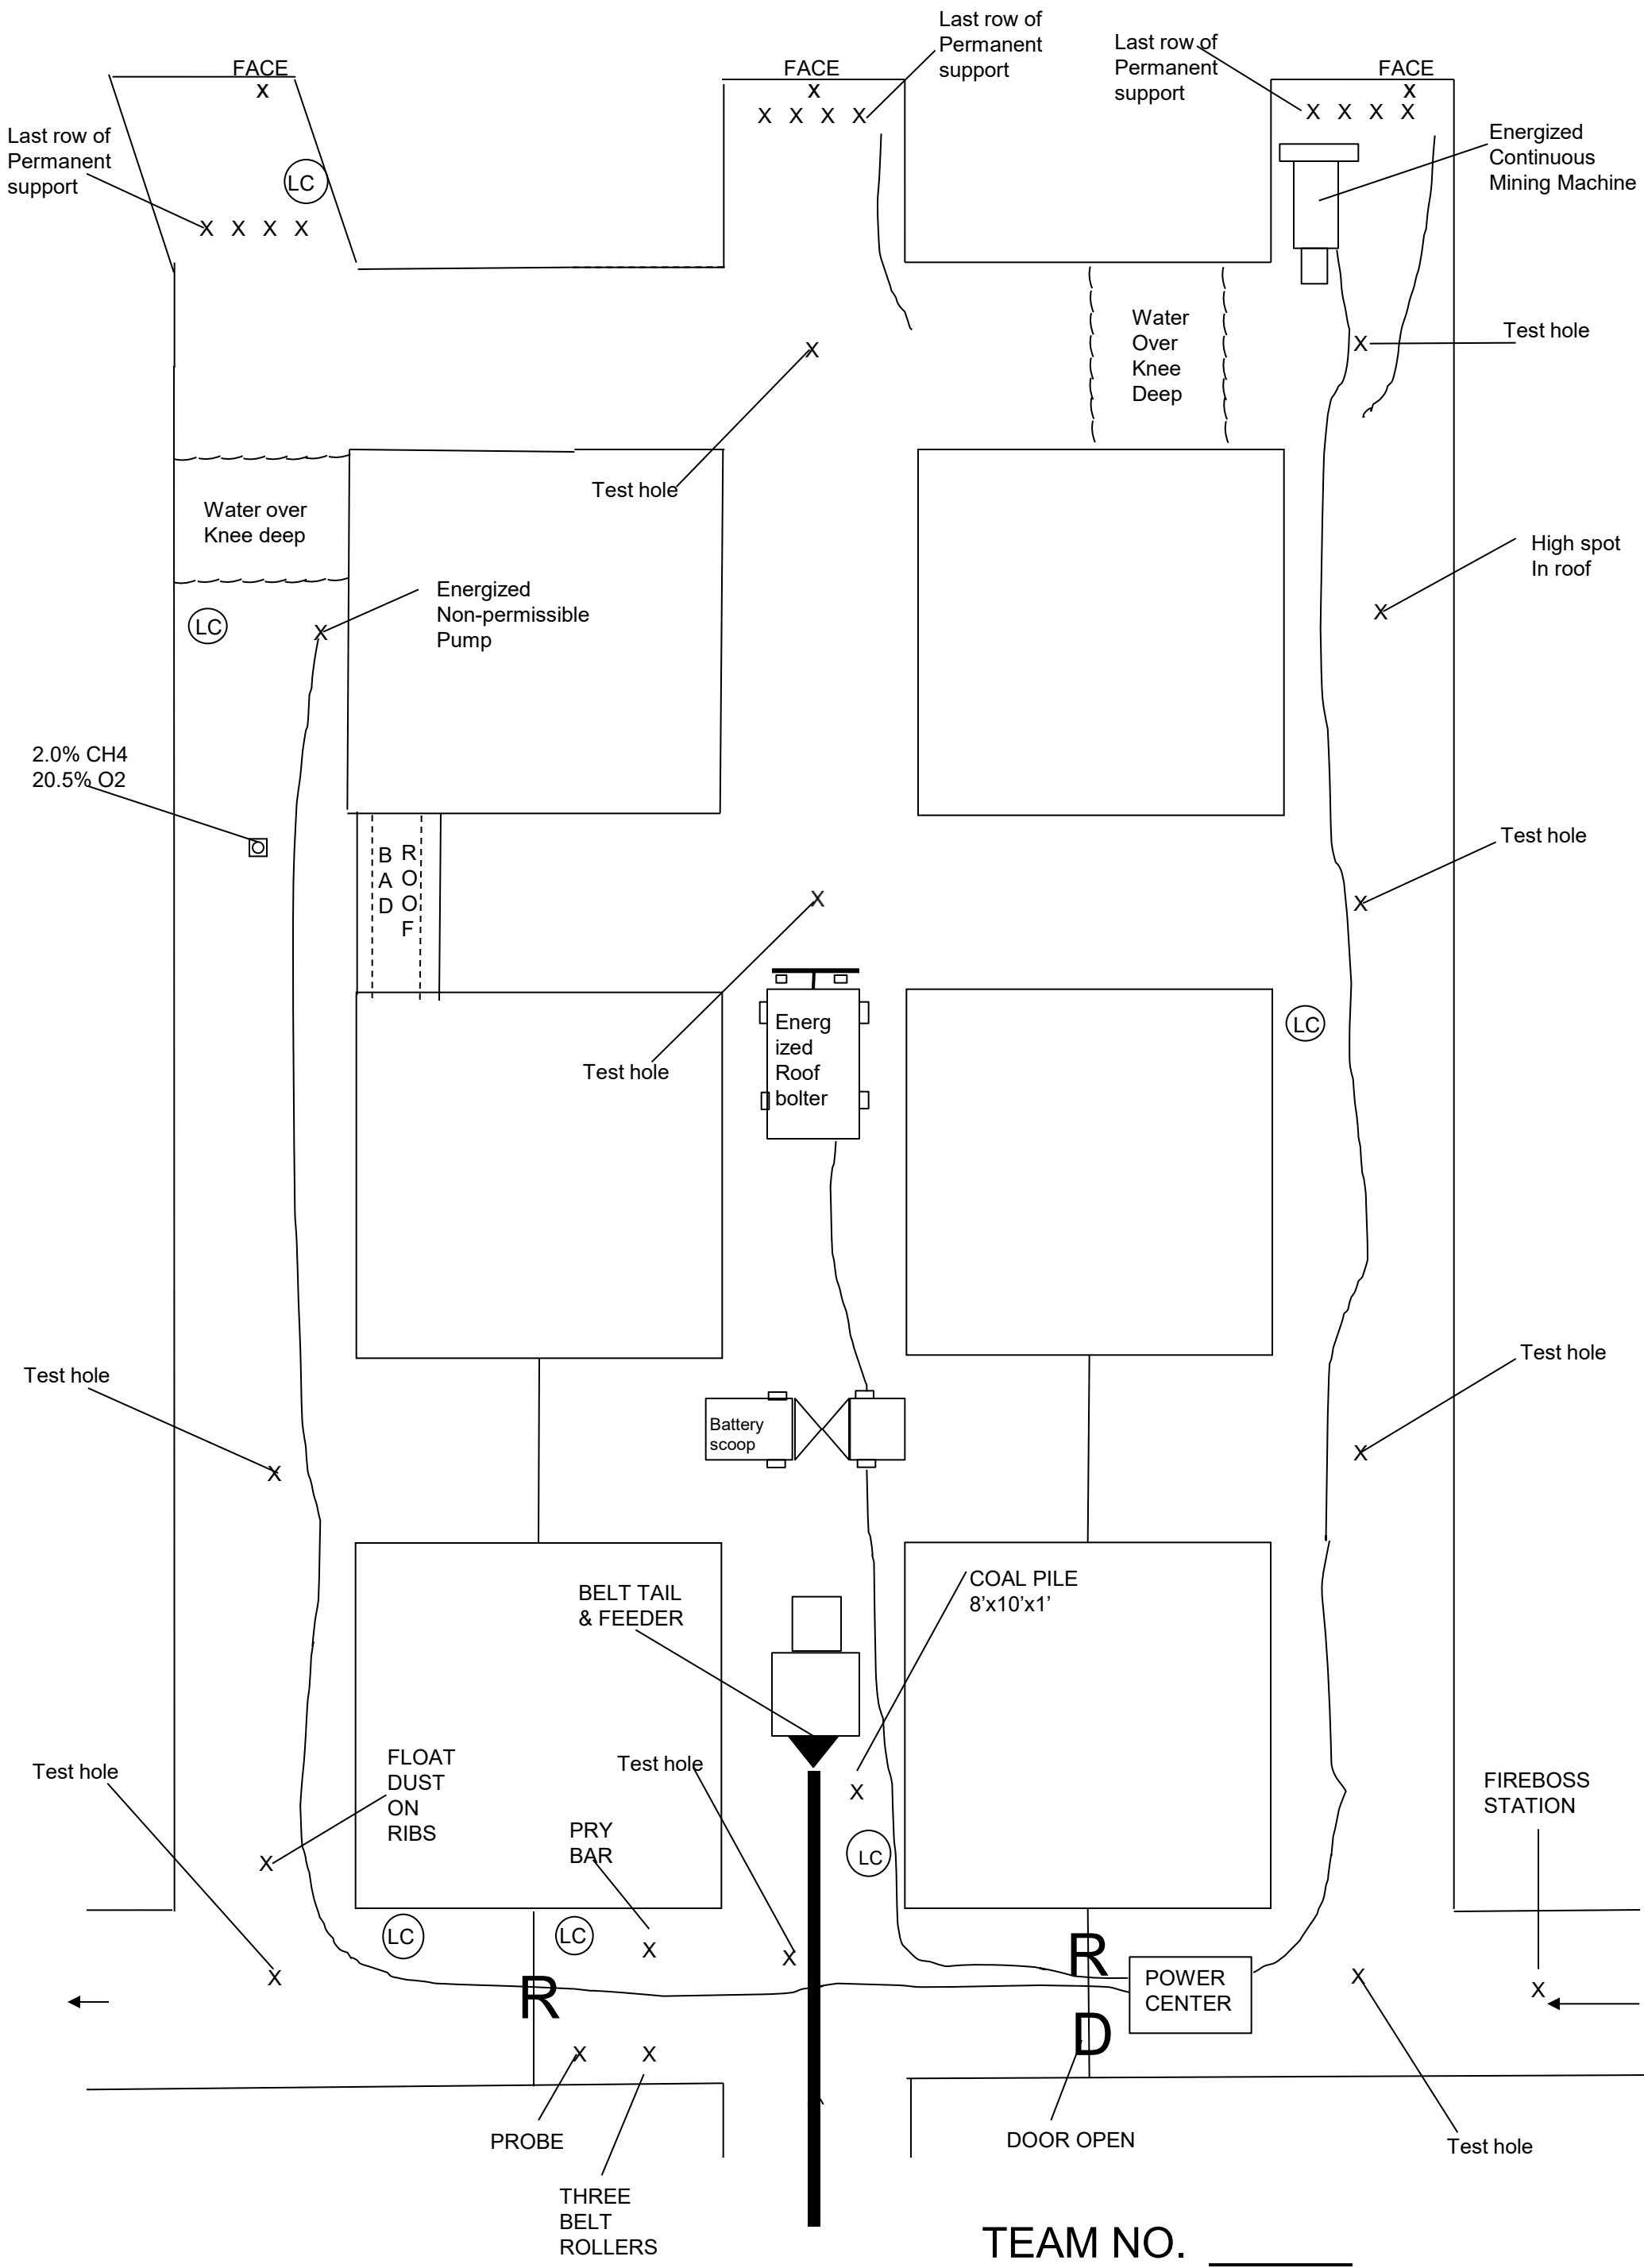 Last row of
Permanent
support
Last row of
Permanent
support
FACE
x
FACE
x
FACE
x
X X X X
X X X X
Last row of
Permanent
support
Energized
Continuous
Mining Machine
LC
X X X X
Water
Over
Knee
Deep
X
Test hole
X
Test hole
Water over
Knee deep
High spot
In roof
Energized
Non-permissible
Pump
LC
X
X
2.0% CH4
20.5% O2
BAD
ROOF
Test hole
X
X
Test hole
Energ
ized
Roof
bolter
LC
Test hole
Test hole
Battery
scoop
X
X
BELT TAIL
& FEEDER
COAL PILE
8'x10'x1'
Test hole
FLOAT
DUST
ON
RIBS
Test hole
X
FIREBOSS
STATION
PRY
BAR
X
LC
LC
LC
X
X
R
X
R
POWER
CENTER
X
X
X
D
X
X
PROBE
DOOR OPEN
Test hole
THREE
BELT
ROLLERS
TEAM NO.